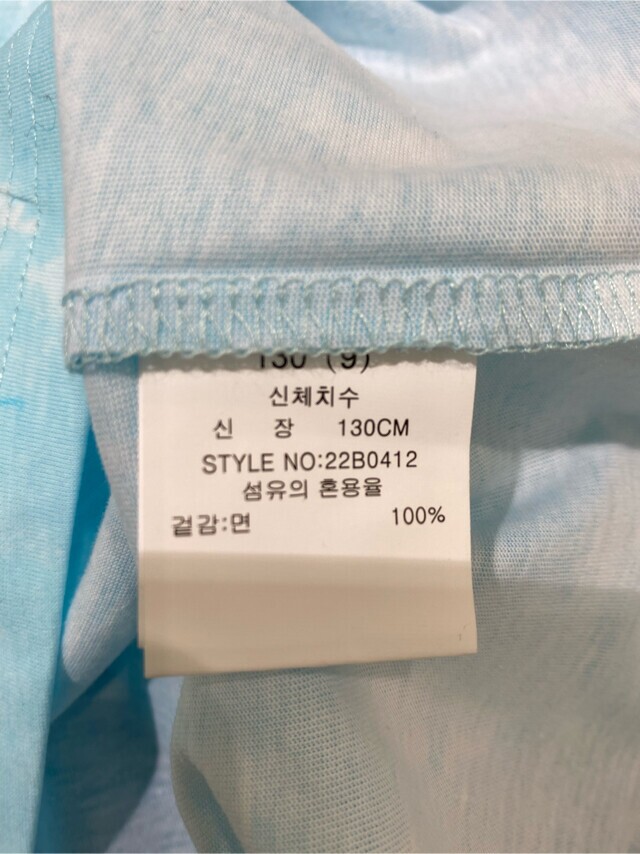 130 (9)
신체치수
신 장 130CM
STYLE NO:22B0412
섬유의 혼용율
겉감:면 100%